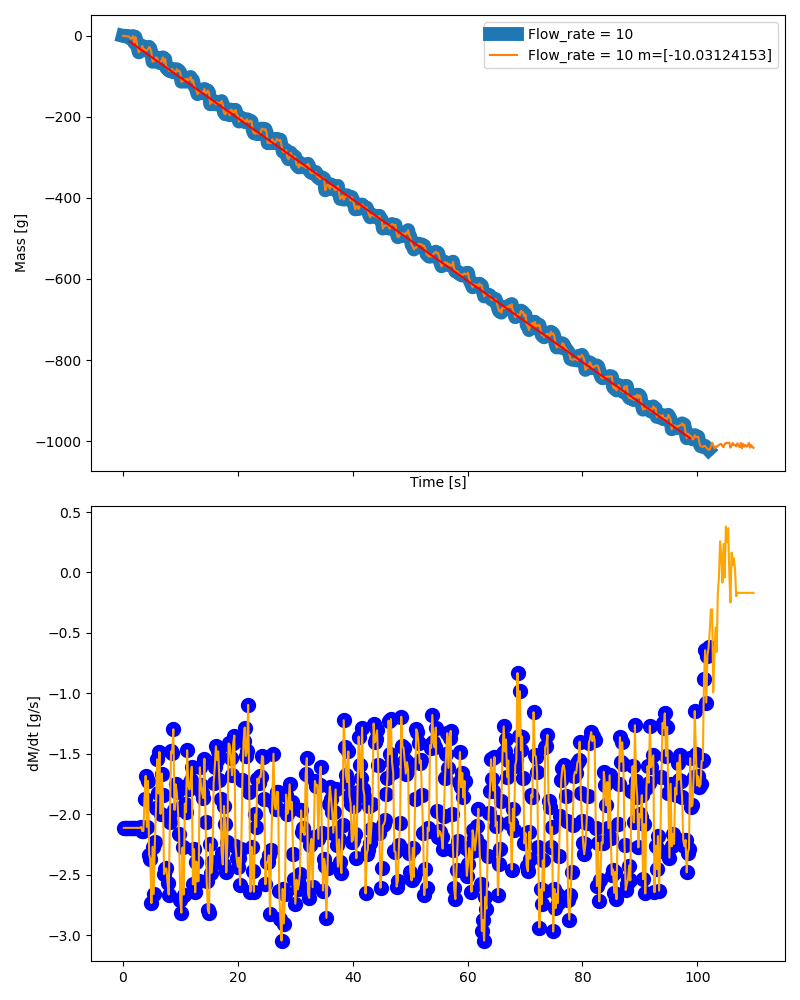 Flow_rate = 10
Flow_rate = 10 m=[-10.03124153]
0
−200
−400
−600
−800
−1000
Mass [g]
Time [s]
0.5
0.0
−0.5
−1.0
−1.5
−2.0
−2.5
−3.0
dM/dt [g/s]
0 20 40 60 80 100